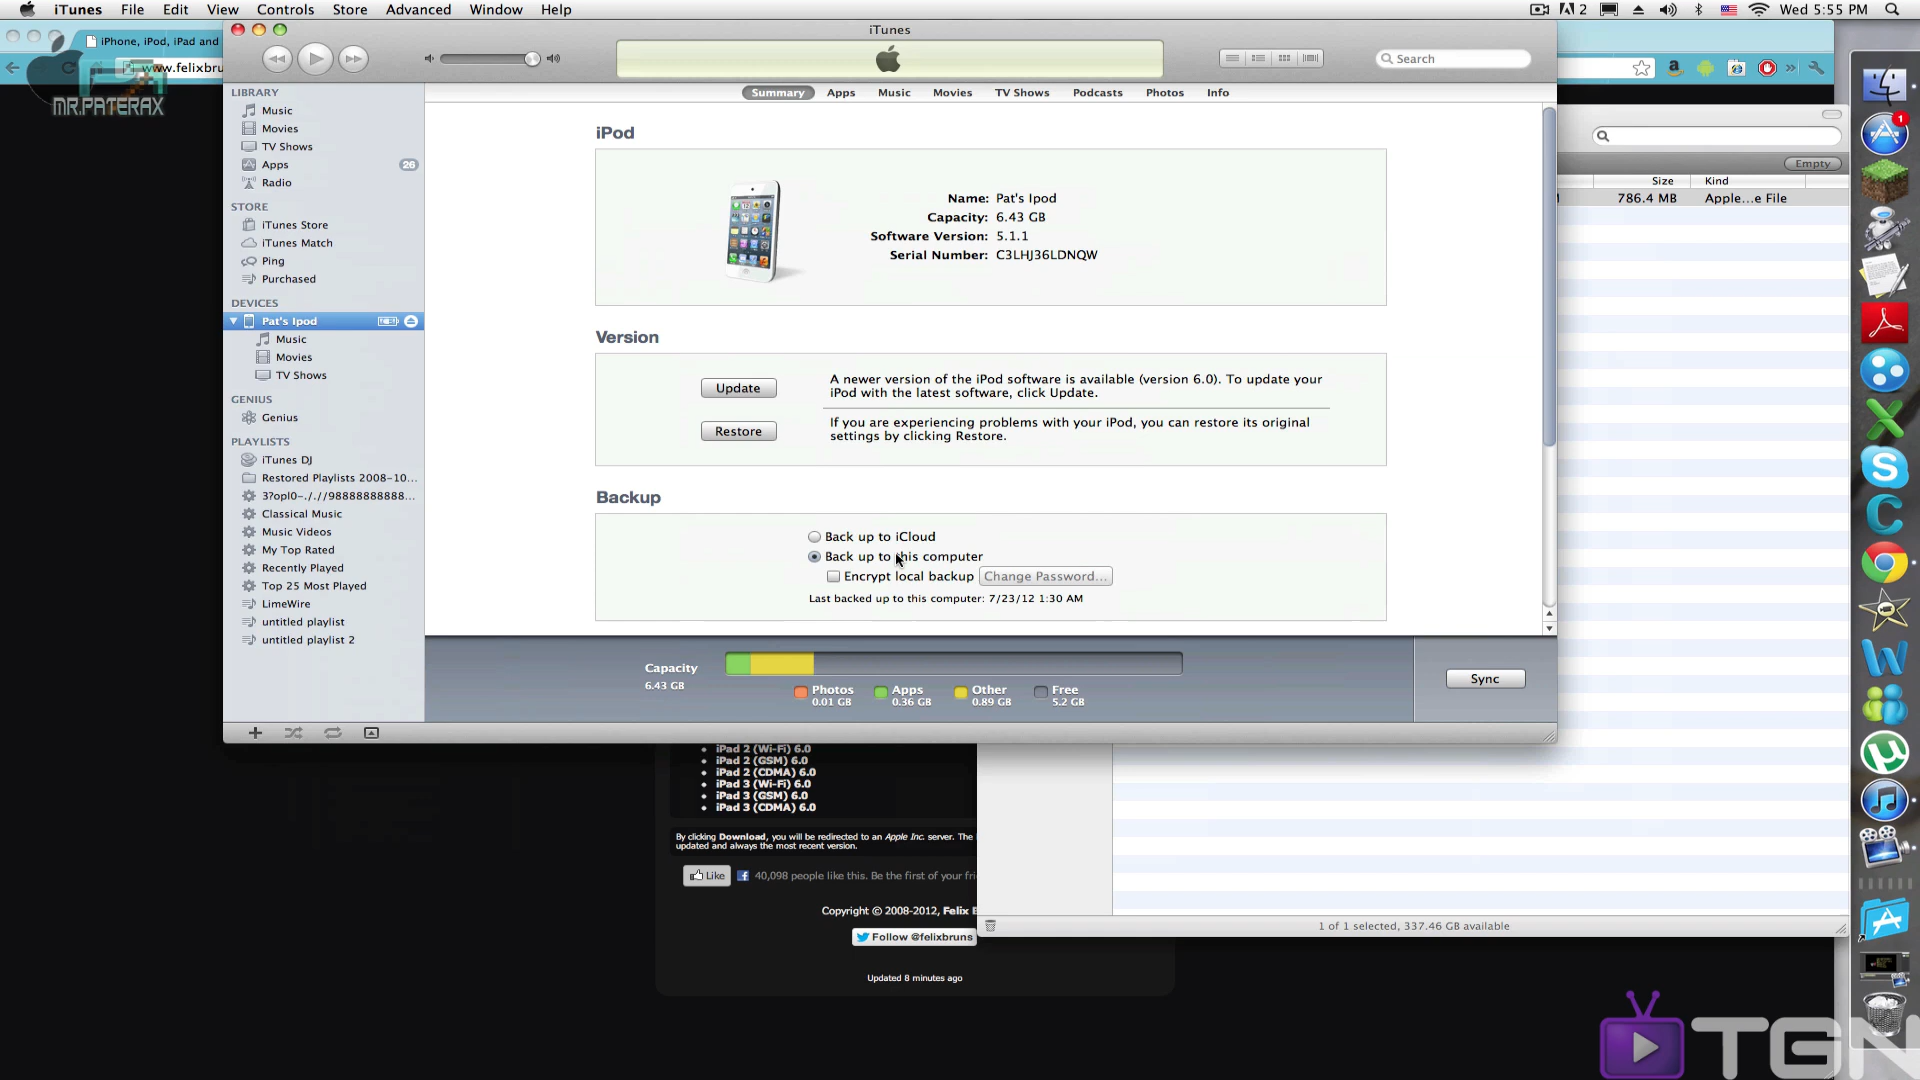 iTunes File Edit View Controls Store Advanced Window Help
2 Wed 5:55 PM
iTunes
iPhone, iPod, iPad and
www.felixbru
MR.PATERAX
Search
LIBRARY
Music
Movies
TV Shows
Apps 26
Radio
STORE
iTunes Store
iTunes Match
Ping
Purchased
DEVICES
Pat's Ipod
Music
Movies
TV Shows
GENIUS
Genius
PLAYLISTS
iTunes DJ
Restored Playlists 2008-10...
3?opl0-././/98888888888...
Classical Music
Music Videos
My Top Rated
Recently Played
Top 25 Most Played
LimeWire
untitled playlist
untitled playlist 2
Summary Apps Music Movies TV Shows Podcasts Photos Info
iPod
Name: Pat's Ipod
Capacity: 6.43 GB
Software Version: 5.1.1
Serial Number: C3LHJ36LDNQW
Version
Update
A newer version of the iPod software is available (version 6.0). To update your
iPod with the latest software, click Update.
Restore
If you are experiencing problems with your iPod, you can restore its original
settings by clicking Restore.
Backup
Back up to iCloud
Back up to this computer
Encrypt local backup Change Password...
Last backed up to this computer: 7/23/12 1:30 AM
Capacity
6.43 GB
Photos
0.01 GB
Apps
0.36 GB
Other
0.89 GB
Free
5.2 GB
Sync
Empty
Size Kind
786.4 MB Apple...e File
1
iPad 2 (Wi-Fi) 6.0
iPad 2 (GSM) 6.0
iPad 2 (CDMA) 6.0
iPad 3 (Wi-Fi) 6.0
iPad 3 (GSM) 6.0
iPad 3 (CDMA) 6.0
By clicking Download, you will be redirected to an Apple Inc. server. The
updated and always the most recent version.
Like 40,098 people like this. Be the first of your fri
Copyright © 2008-2012, Felix
Follow @felixbruns
Updated 8 minutes ago
1 of 1 selected, 337.46 GB available
TGN